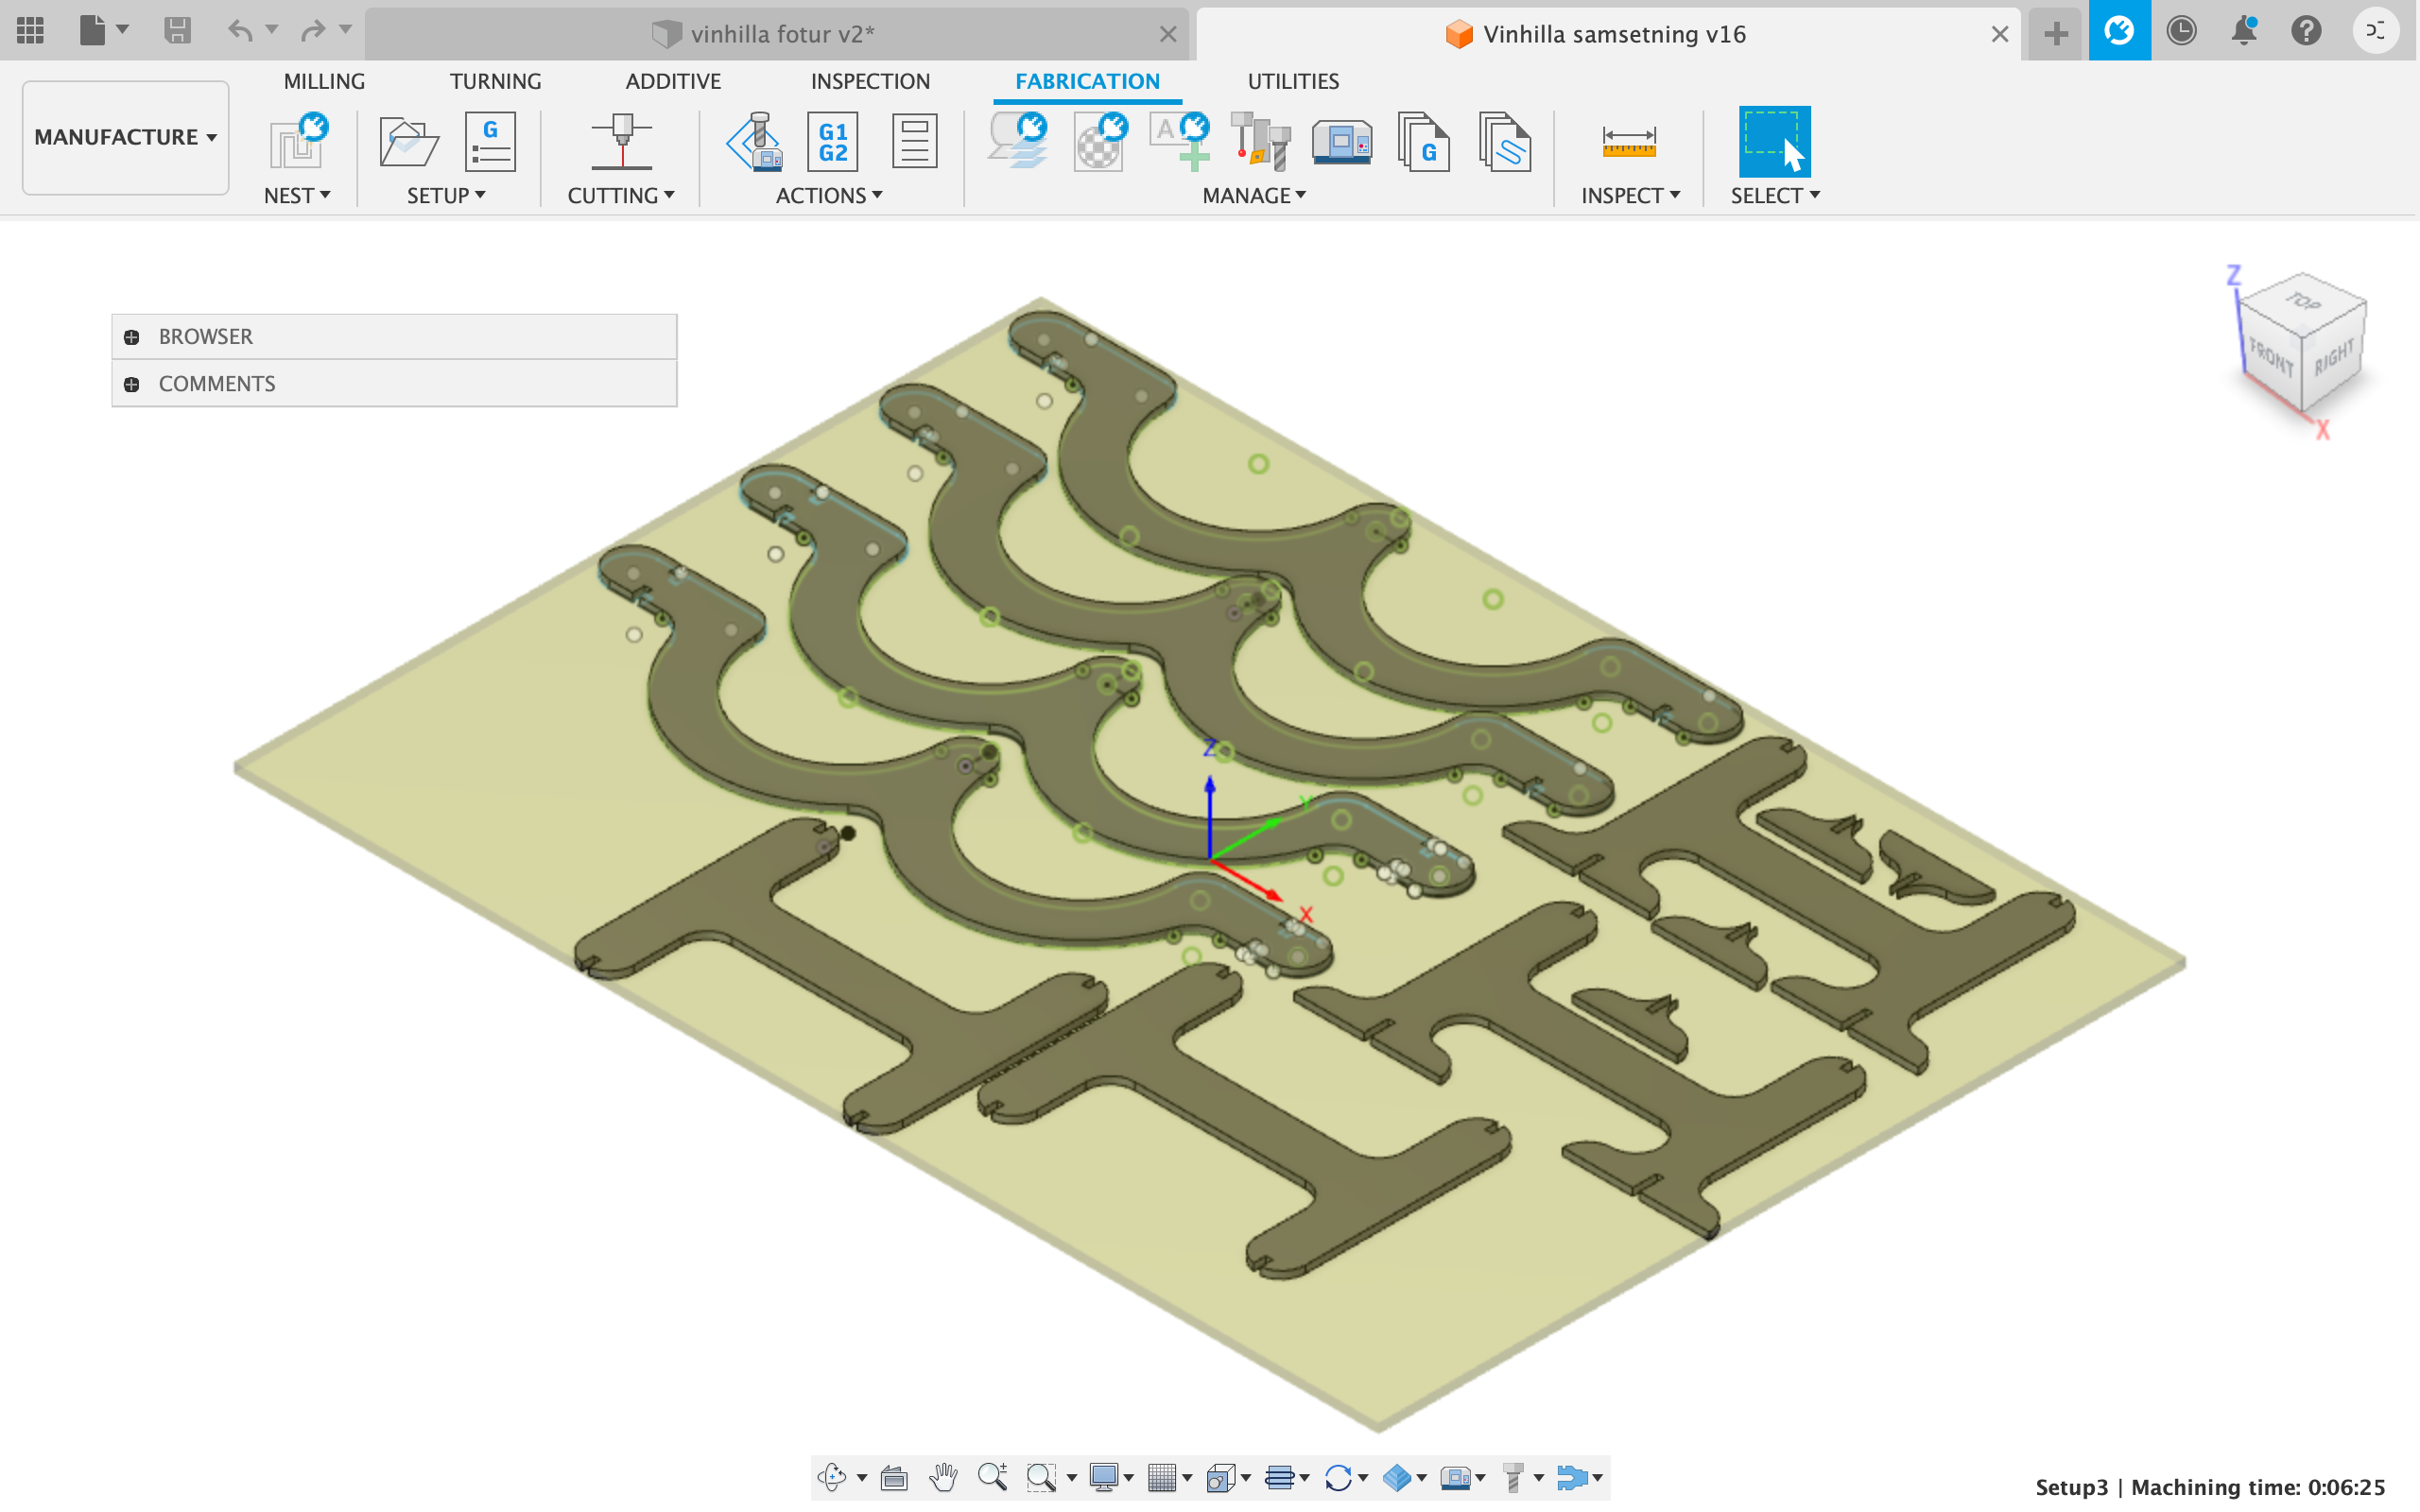 vinhilla fotur v2*
Vinhilla samsetning v16
MANUFACTURE
MILLING
TURNING
ADDITIVE
INSPECTION
FABRICATION
UTILITIES
G
G1
G2
A
G
NEST
SETUP
CUTTING
ACTIONS
MANAGE
INSPECT
SELECT
BROWSER
COMMENTS
Z
TOP
FRONT
RIGHT
X
Z
Y
X
Setup3 | Machining time: 0:06:25